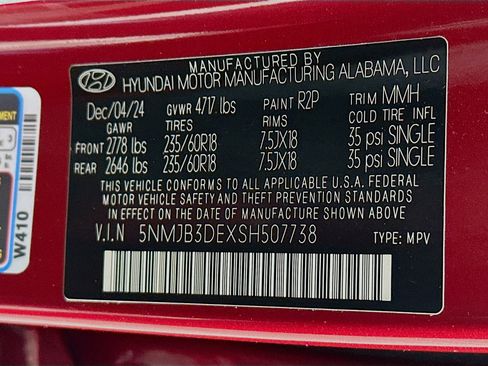 MANUFACTURED BY
HYUNDAI MOTOR MANUFACTURING ALABAMA, LLC
Dec/04/24 GVWR 4717 lbs PAINT R2P TRIM MMH
GAWR TIRES RIMS COLD TIRE INFL
FRONT 2778 lbs 235/60R18 7.5JX18 35 psi SINGLE
REAR 2646 lbs 235/60R18 7.5JX18 35 psi SINGLE
THIS VEHICLE CONFORMS TO ALL APPLICABLE U.S.A. FEDERAL
MOTOR VEHICLE SAFETY AND THEFT PREVENTION STANDARDS
IN EFFECT ON THE DATE OF MANUFACTURE SHOWN ABOVE.
V.I.N 5NMJB3DEXSH507738 TYPE: MPV
W410